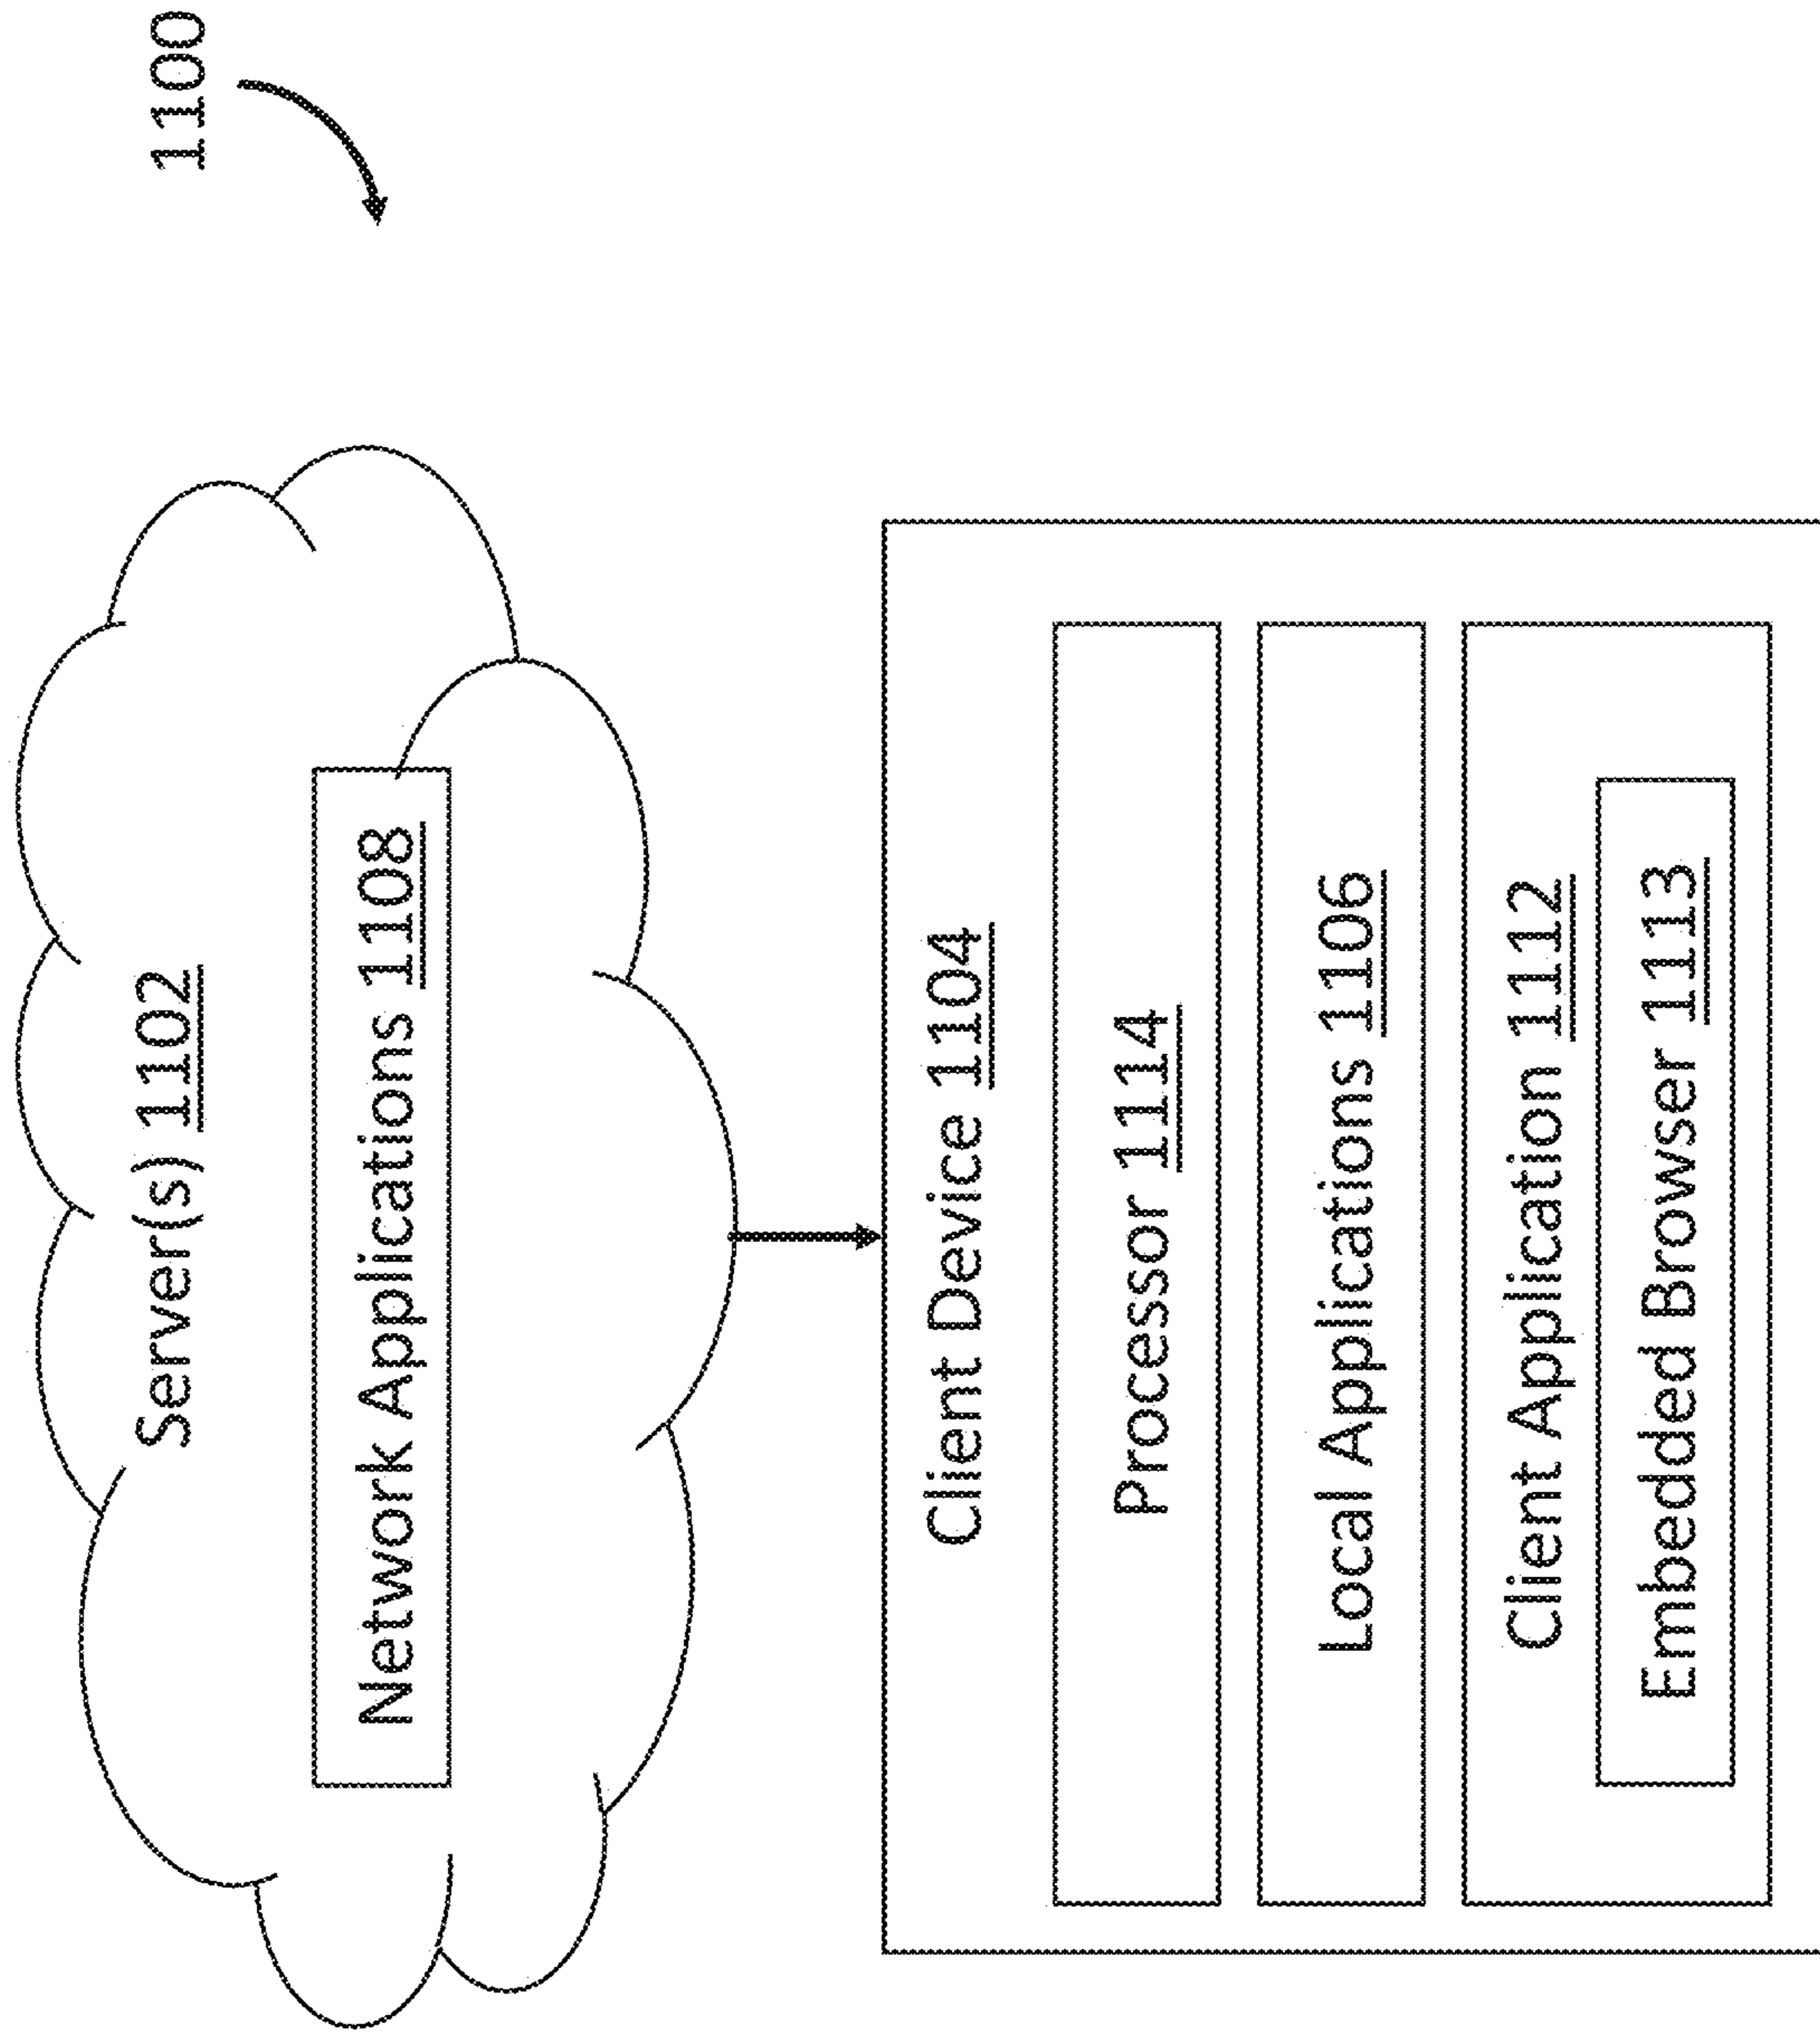 1100
Server(s) 1102
Network Applications 1108
Client Device 1104
Processor 1114
Local Applications 1106
Client Application 1112
Embedded Browser 1113